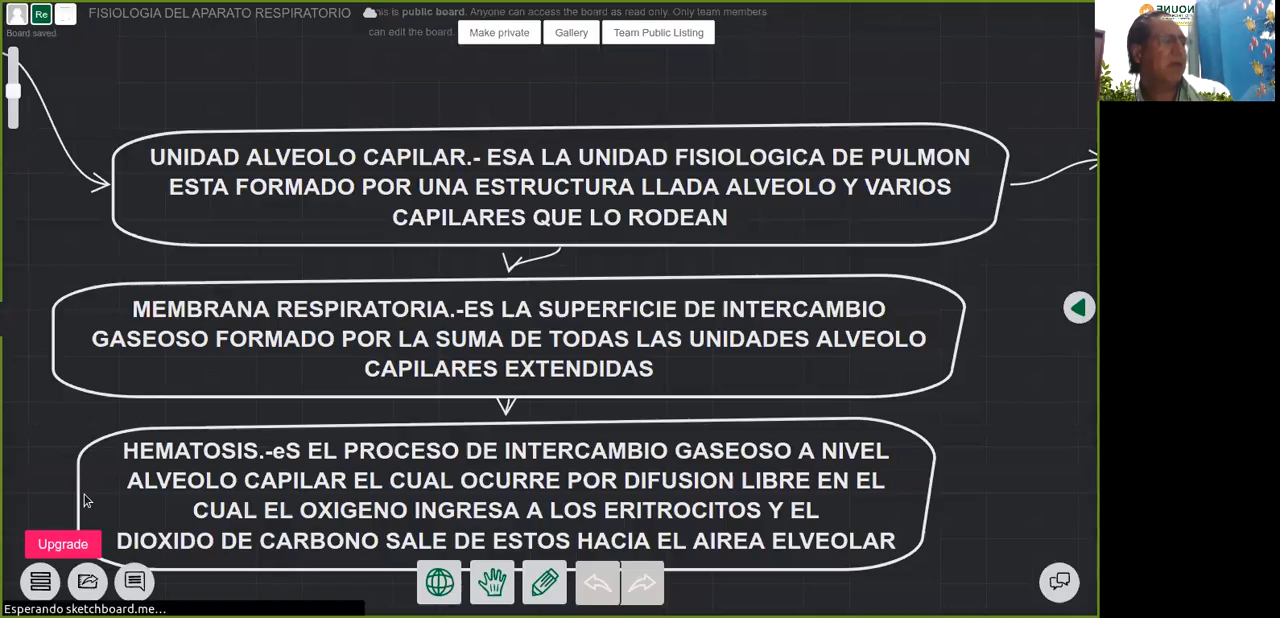 Re
FISIOLOGIA DEL APARATO RESPIRATORIO
Board saved
is is public board. Anyone can access the board as read only. Only team members
can edit the board.
Make private
Gallery
Team Public Listing
UNIDAD ALVEOLO CAPILAR.- ESA LA UNIDAD FISIOLOGICA DE PULMON
ESTA FORMADO POR UNA ESTRUCTURA LLADA ALVEOLO Y VARIOS
CAPILARES QUE LO RODEAN
MEMBRANA RESPIRATORIA.-ES LA SUPERFICIE DE INTERCAMBIO
GASEOSO FORMADO POR LA SUMA DE TODAS LAS UNIDADES ALVEOLO
CAPILARES EXTENDIDAS
HEMATOSIS.-eS EL PROCESO DE INTERCAMBIO GASEOSO A NIVEL
ALVEOLO CAPILAR EL CUAL OCURRE POR DIFUSION LIBRE EN EL
CUAL EL OXIGENO INGRESA A LOS ERITROCITOS Y EL
DIOXIDO DE CARBONO SALE DE ESTOS HACIA EL AIREA ELVEOLAR
Upgrade
Esperando sketchboard.me...